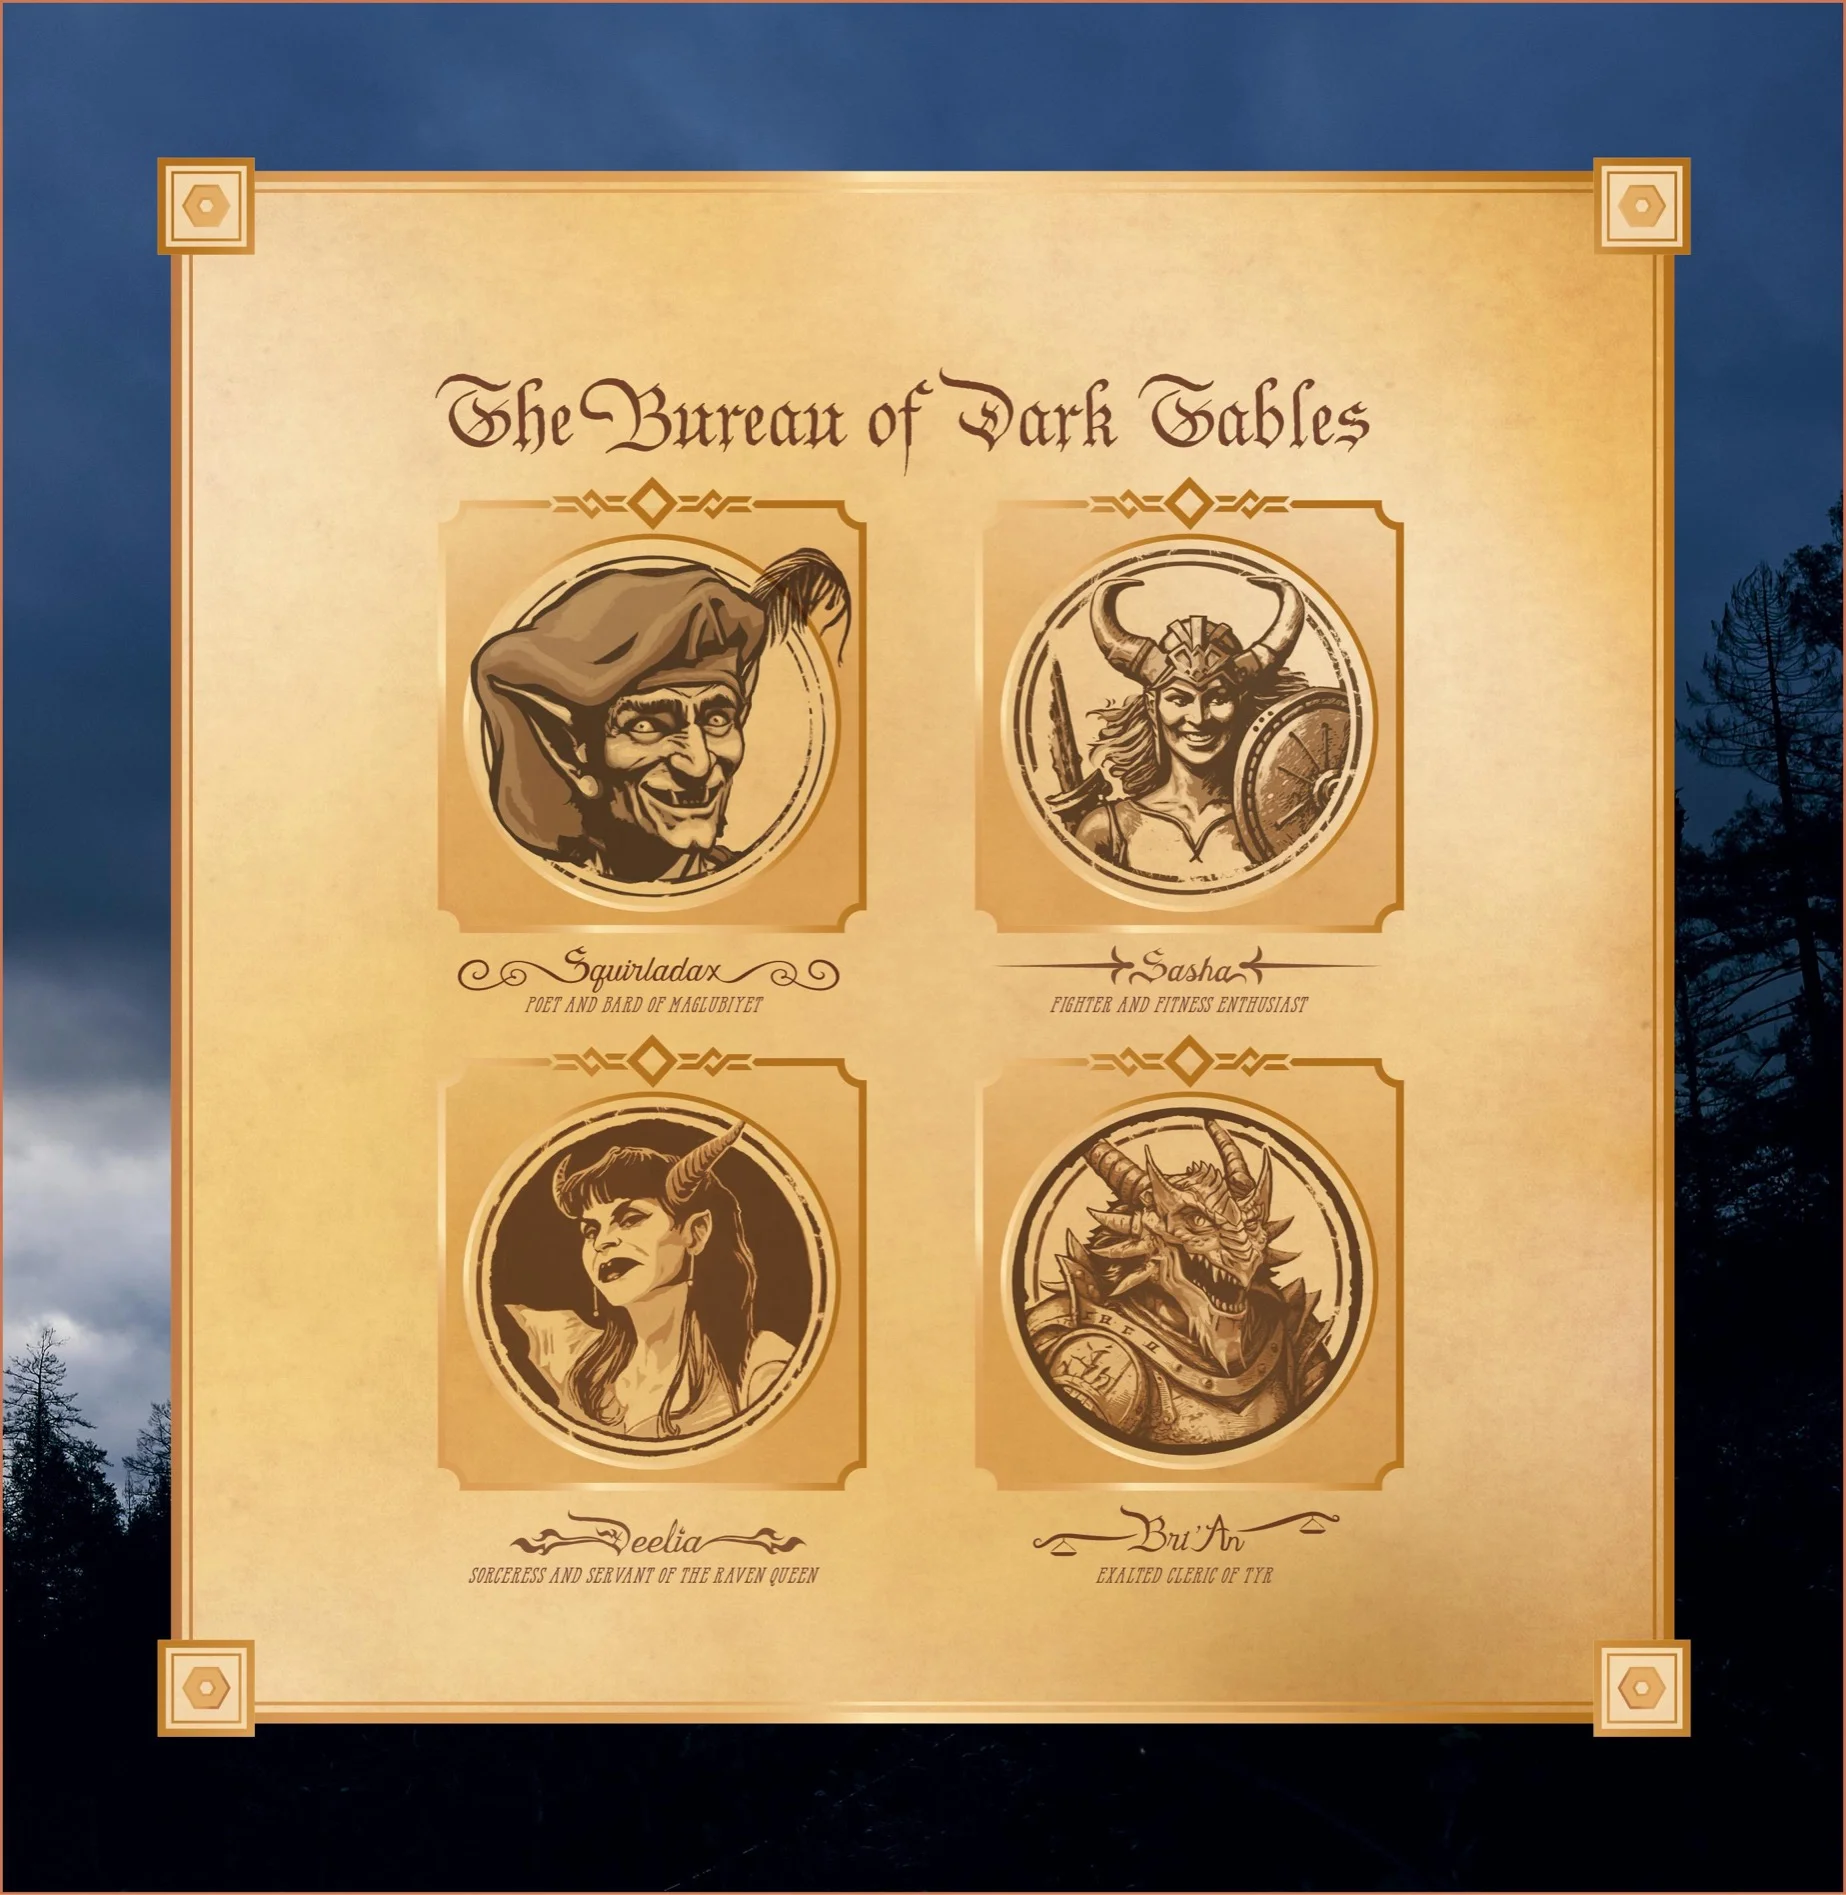 The Bureau of Dark Tables
Squirladax
POET AND BARD OF MAGLUBIYET
Sasha
FIGHTER AND FITNESS ENTHUSIAST
Deelia
SORCERESS AND SERVANT OF THE RAVEN QUEEN
Bri'An
EXALTED CLERIC OF TYR